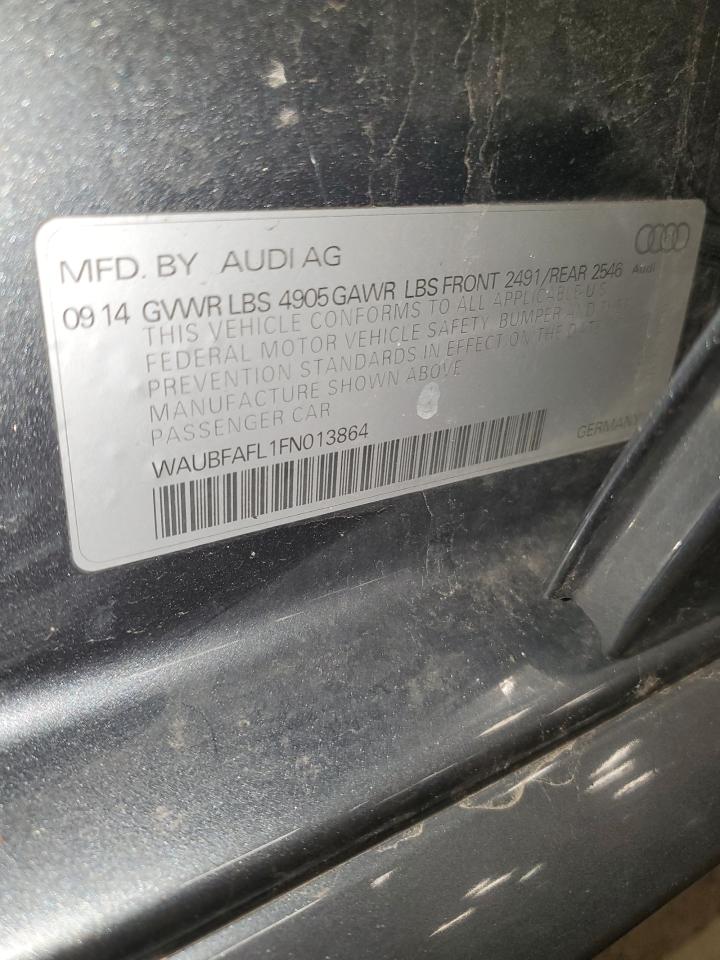 MFD. BY AUDI AG
Audi
09 14 GVWR LBS 4905 GAWR LBS FRONT 2491/REAR 2546
THIS VEHICLE CONFORMS TO ALL APPLICABLE U.S.
FEDERAL MOTOR VEHICLE SAFETY, BUMPER AND THEFT
PREVENTION STANDARDS IN EFFECT ON THE DATE
MANUFACTURE SHOWN ABOVE
PASSENGER CAR
WAUBFAFL1FN013864
GERMANY